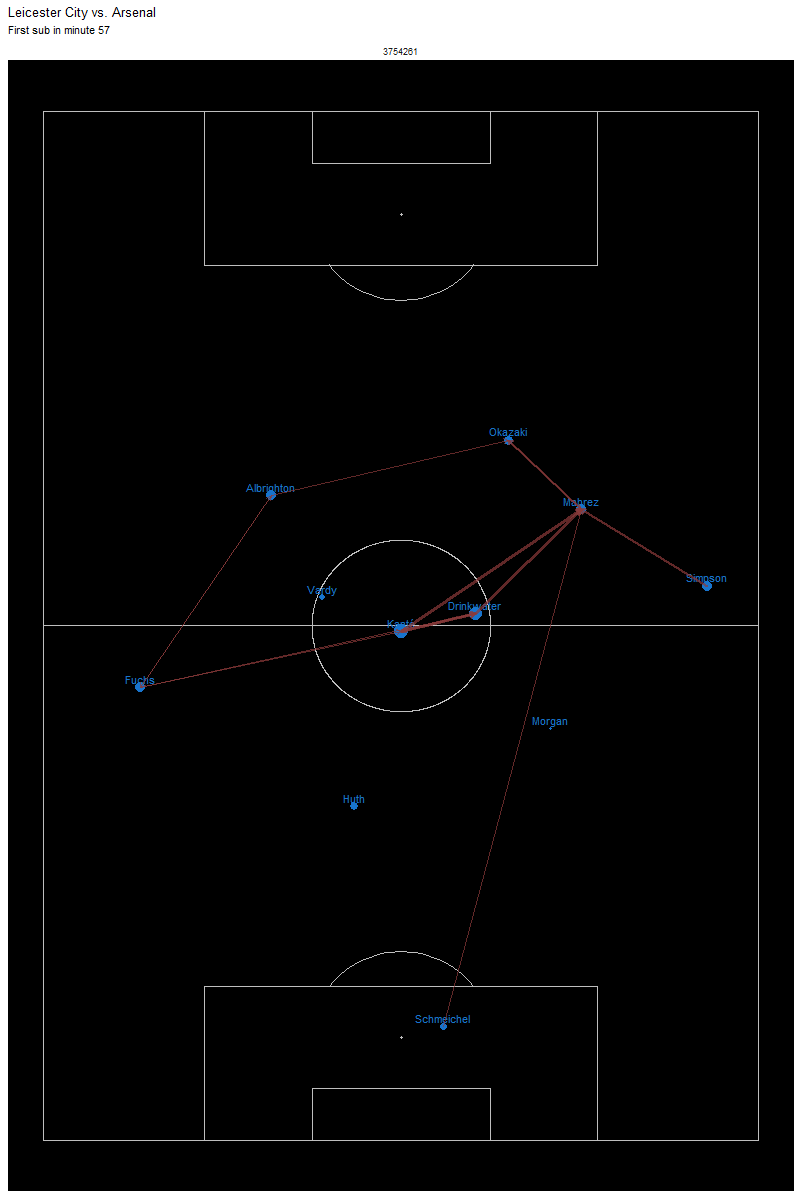 Leicester City vs. Arsenal
First sub in minute 57
3754261
Okazaki
Albrighton
Mahrez
Simpson
Vardy
Drinkwater
Kanté
Fuchs
Morgan
Huth
Schmeichel